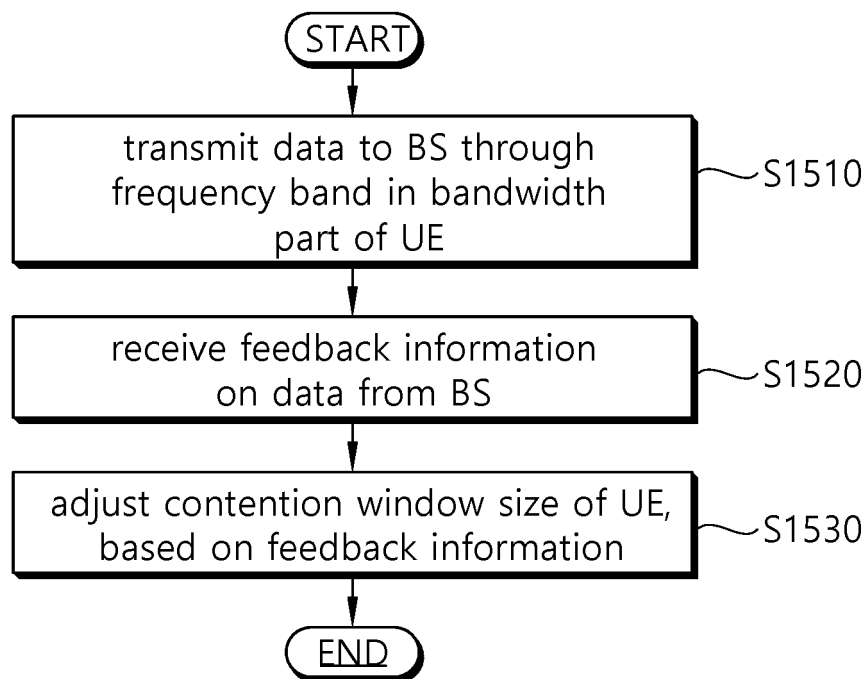 START
transmit data to BS through
frequency band in bandwidth
part of UE
S1510
receive feedback information
on data from BS
S1520
adjust contention window size of UE,
based on feedback information
S1530
END